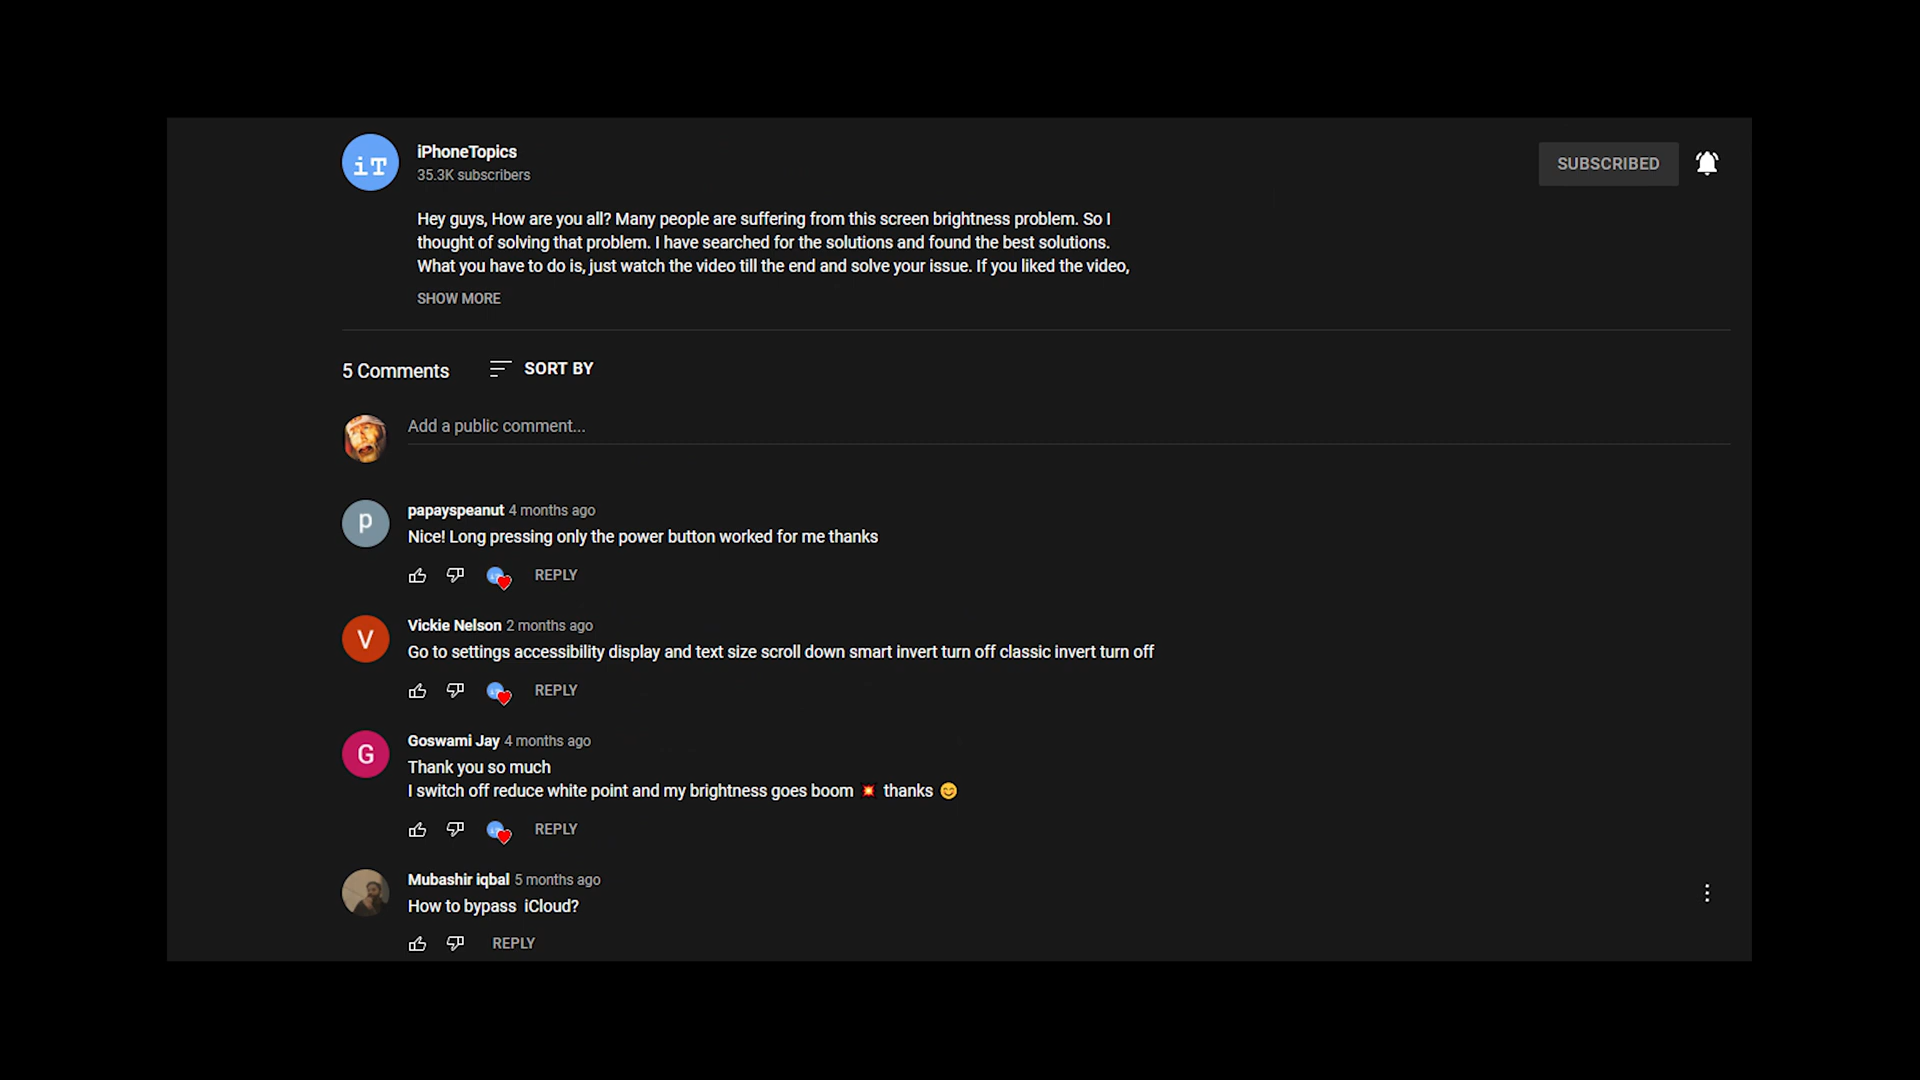 iT
iPhoneTopics
35.3K subscribers
SUBSCRIBED
Hey guys, How are you all? Many people are suffering from this screen brightness problem. So I
thought of solving that problem. I have searched for the solutions and found the best solutions.
What you have to do is, just watch the video till the end and solve your issue. If you liked the video,
SHOW MORE
5 Comments
SORT BY
Add a public comment...
p
papayspeanut 4 months ago
Nice! Long pressing only the power button worked for me thanks
REPLY
V
Vickie Nelson 2 months ago
Go to settings accessibility display and text size scroll down smart invert turn off classic invert turn off
REPLY
G
Goswami Jay 4 months ago
Thank you so much
I switch off reduce white point and my brightness goes boom 💥 thanks 😊
REPLY
Mubashir iqbal 5 months ago
How to bypass  iCloud?
REPLY